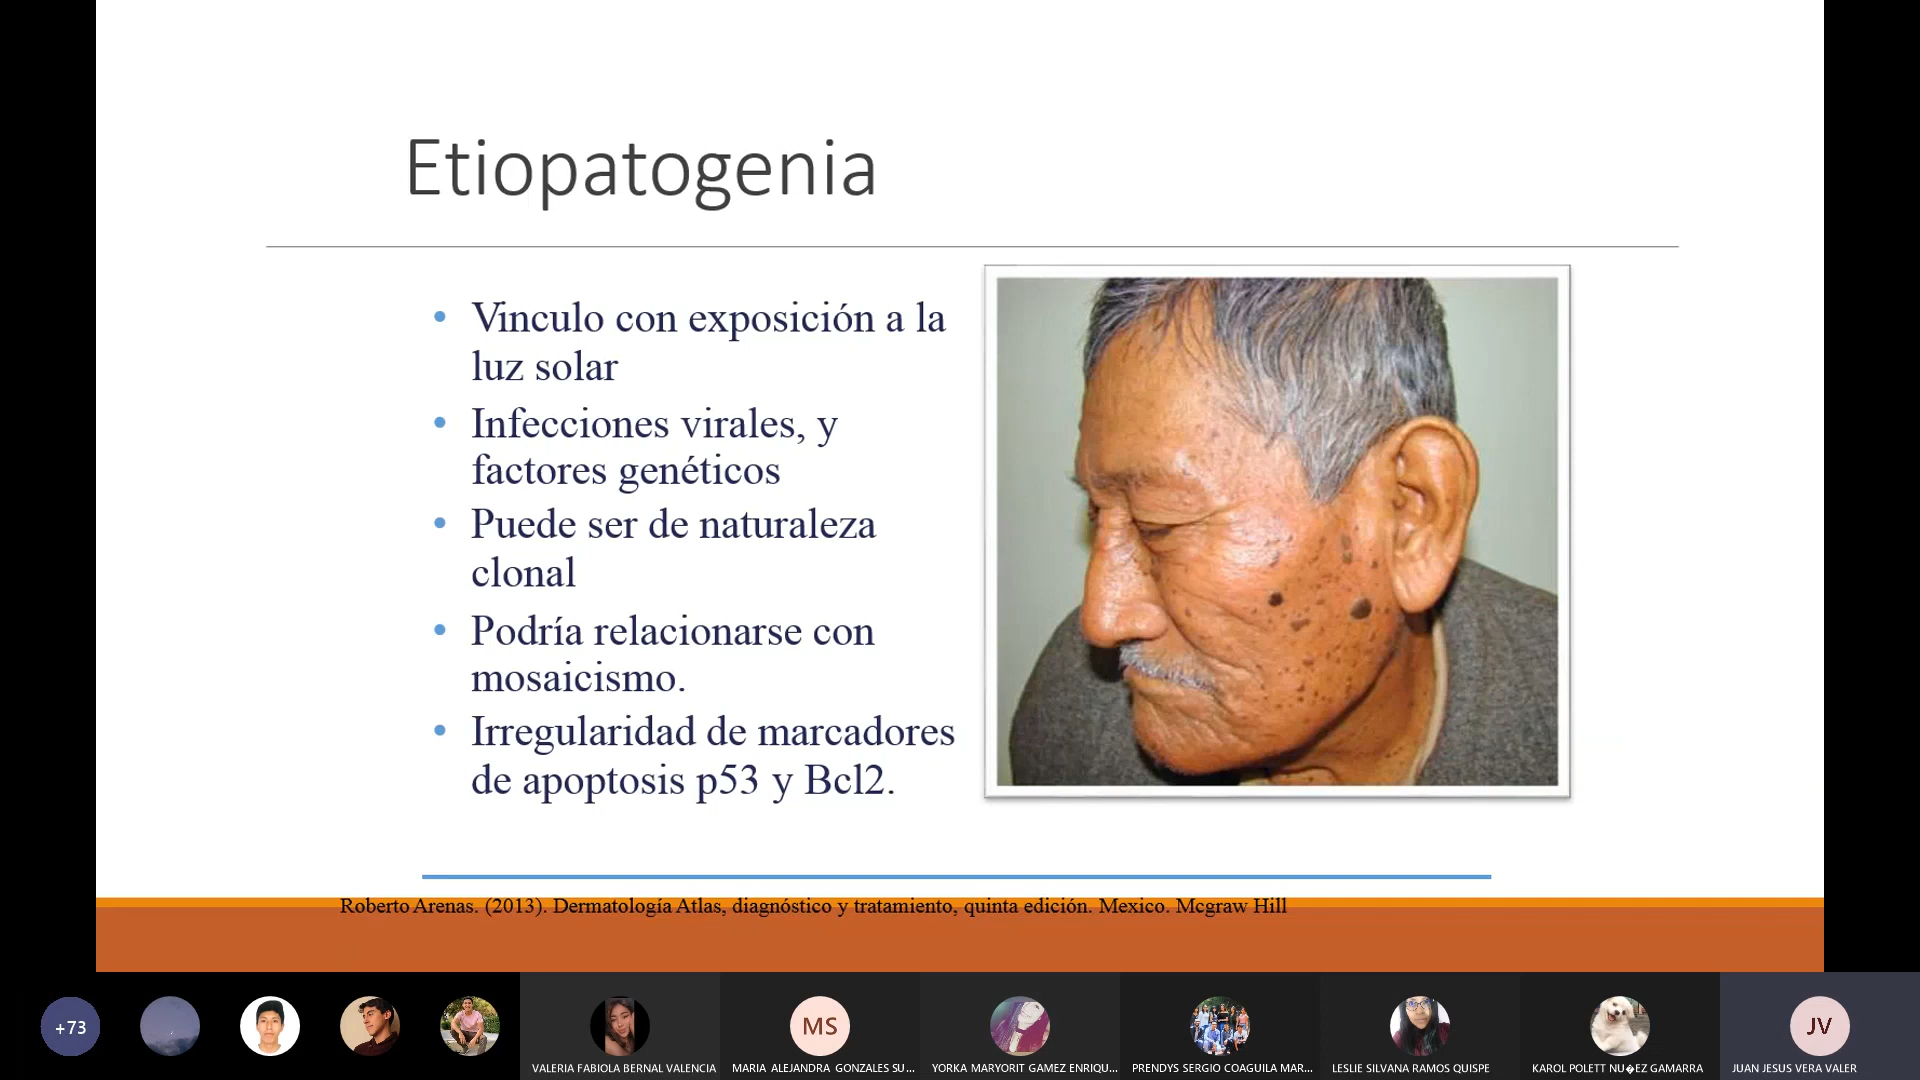 Etiopatogenia
• Vinculo con exposición a la
luz solar
• Infecciones virales, y
factores genéticos
• Puede ser de naturaleza
clonal
• Podría relacionarse con
mosaicismo.
• Irregularidad de marcadores
de apoptosis p53 y Bcl2.
Roberto Arenas. (2013). Dermatología Atlas, diagnóstico y tratamiento, quinta edición. Mexico. Mcgraw Hill
+73
MS
JV
VALERIA FABIOLA BERNAL VALENCIA
MARIA ALEJANDRA GONZALES SU...
YORKA MARYORIT GAMEZ ENRIQU...
PRENDYS SERGIO COAGUILA MAR...
LESLIE SILVANA RAMOS QUISPE
KAROL POLETT NU�EZ GAMARRA
JUAN JESUS VERA VALER